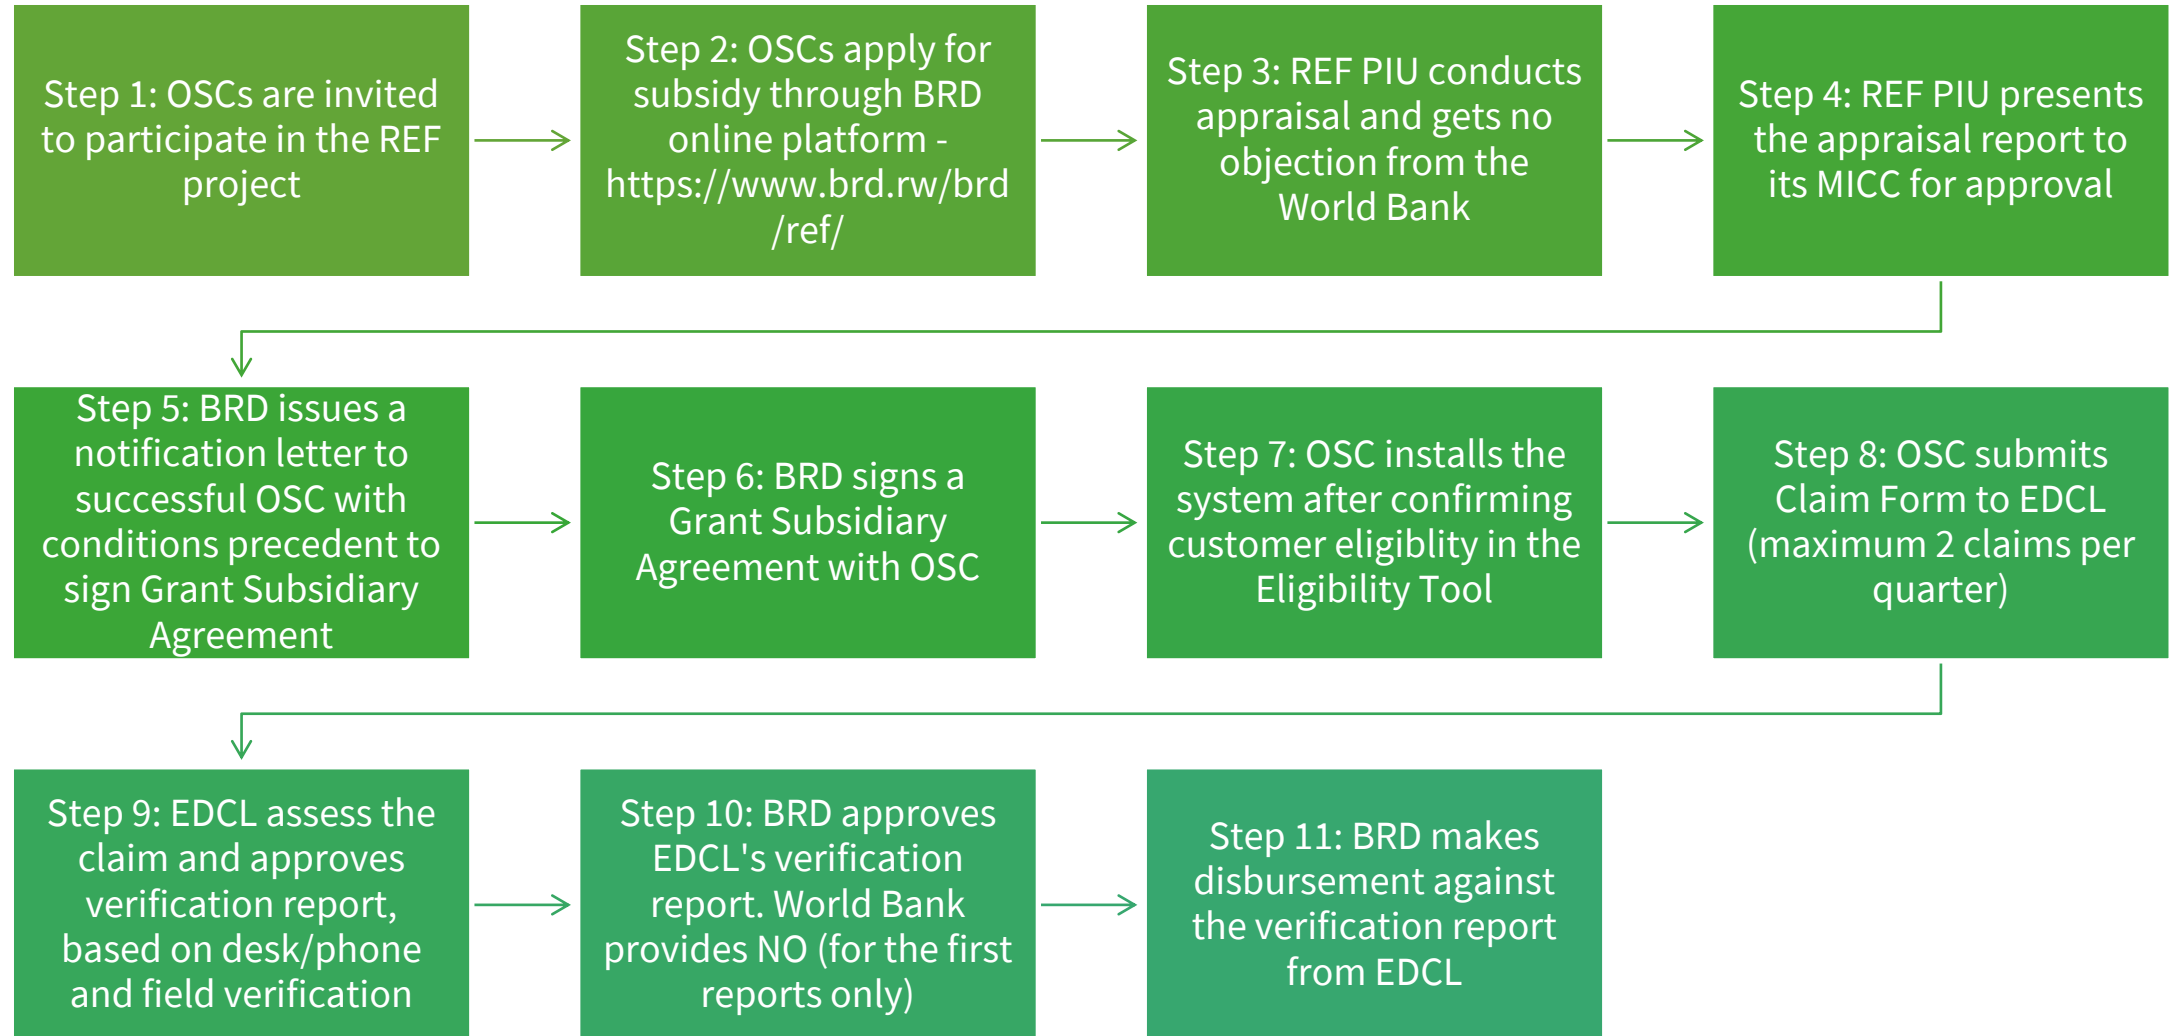 Step 1: OSCs are invited
to participate in the REF
project
Step 2: OSCs apply for
subsidy through BRD
online platform -
https://www.brd.rw/brd
/ref/
Step 3: REF PIU conducts
appraisal and gets no
objection from the
World Bank
Step 4: REF PIU presents
the appraisal report to
its MICC for approval
Step 5: BRD issues a
notification letter to
successful OSC with
conditions precedent to
sign Grant Subsidiary
Agreement
Step 6: BRD signs a
Grant Subsidiary
Agreement with OSC
Step 7: OSC installs the
system after confirming
customer eligiblity in the
Eligibility Tool
Step 8: OSC submits
Claim Form to EDCL
(maximum 2 claims per
quarter)
Step 9: EDCL assess the
claim and approves
verification report,
based on desk/phone
and field verification
Step 10: BRD approves
EDCL's verification
report. World Bank
provides NO (for the first
reports only)
Step 11: BRD makes
disbursement against
the verification report
from EDCL